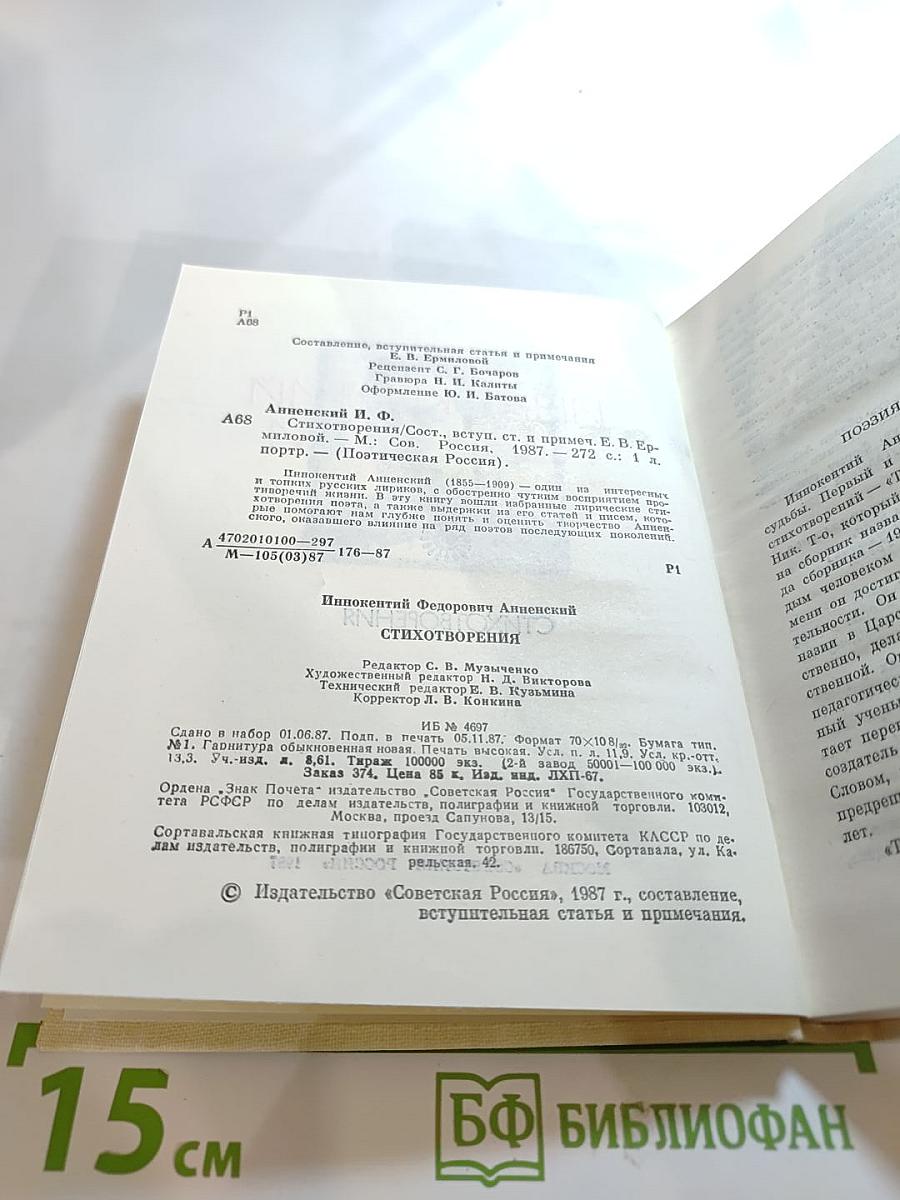 Р1
А68
Составление, вступительная статья и примечания
Е. В. Ермиловой
Рецензент С. Г. Бочаров
Гравюра Н. И. Калиты
Оформление Ю. И. Батова
Анненский И. Ф.
А68 Стихотворения/Сост., вступ. ст. и примеч. Е. В. Ер-
миловой. — М.: Сов. Россия, 1987. — 272 с.: 1 л.
портр. — (Поэтическая Россия).
Иннокентий Анненский (1855—1909) — один из интересных
и тонких русских лириков, с обостренно чутким восприятием про-
тиворечий жизни. В эту книгу вошли избранные лирические сти-
хотворения поэта, а также выдержки из его статей и писем, кото-
рые помогают нам глубже понять и оценить творчество Аннен-
ского, оказавшего влияние на ряд поэтов последующих поколений.
А 4702010100—297
М—105(03)87 176—87
Р1
Иннокентий Федорович Анненский
СТИХОТВОРЕНИЯ
Редактор С. В. Музыченко
Художественный редактор Н. Д. Викторова
Технический редактор Е. В. Кузьмина
Корректор Л. В. Конкина
ИБ № 4697
Сдано в набор 01.06.87. Подп. в печать 05.11.87. Формат 70×108/32. Бумага тип.
№1. Гарнитура обыкновенная новая. Печать высокая. Усл. п. л. 11,9. Усл. кр.-отт.
13,3. Уч.-изд. л. 8,61. Тираж 100000 экз. (2-й завод 50001—100 000 экз.).
Заказ 374. Цена 85 к. Изд. инд. ЛХП-67.
Ордена „Знак Почета" издательство „Советская Россия" Государственного коми-
тета РСФСР по делам издательств, полиграфии и книжной торговли. 103012,
Москва, проезд Сапунова, 13/15.
Сортавальская книжная типография Государственного комитета КАССР по де-
лам издательств, полиграфии и книжной торговли. 186750, Сортавала, ул. Ка-
рельская, 42.
© Издательство «Советская Россия», 1987 г., составление,
вступительная статья и примечания.
ПОЭЗИЯ
Иннокентий Ан
судьбы. Первый и
стихотворений — «Т
Ник. Т-о, который
на сборник назва
да сборника — 19
дым человеком
мени он достиг
тельности. Он
назии в Царс
ственно, дела
ственной. О
педагогичес
ный учены
тает пере
создатель
Словом,
предреш
лет.
«Т
15 см
БФ БИБЛИОФАН